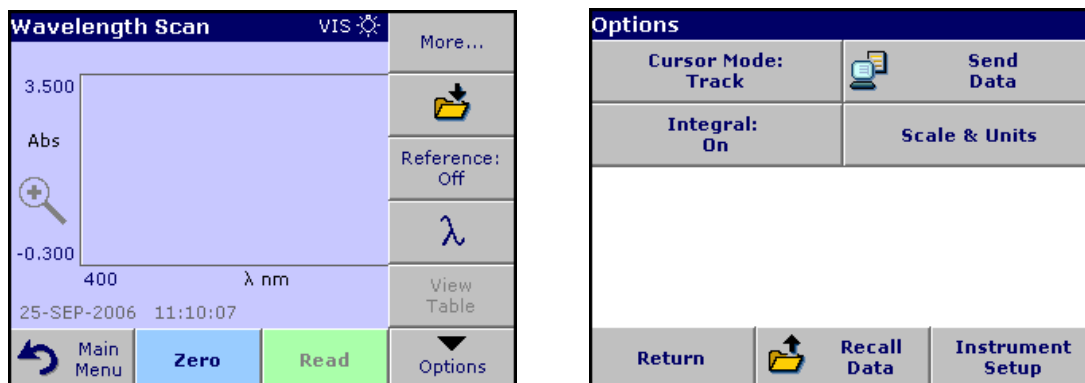 Wavelength Scan VIS
More...
3.500
Abs
Reference:
Off
λ
-0.300
400 λ nm
View
Table
25-SEP-2006 11:10:07
Main
Menu
Zero
Read
Options
Options
Cursor Mode:
Track
Send
Data
Integral:
On
Scale & Units
Return
Recall
Data
Instrument
Setup